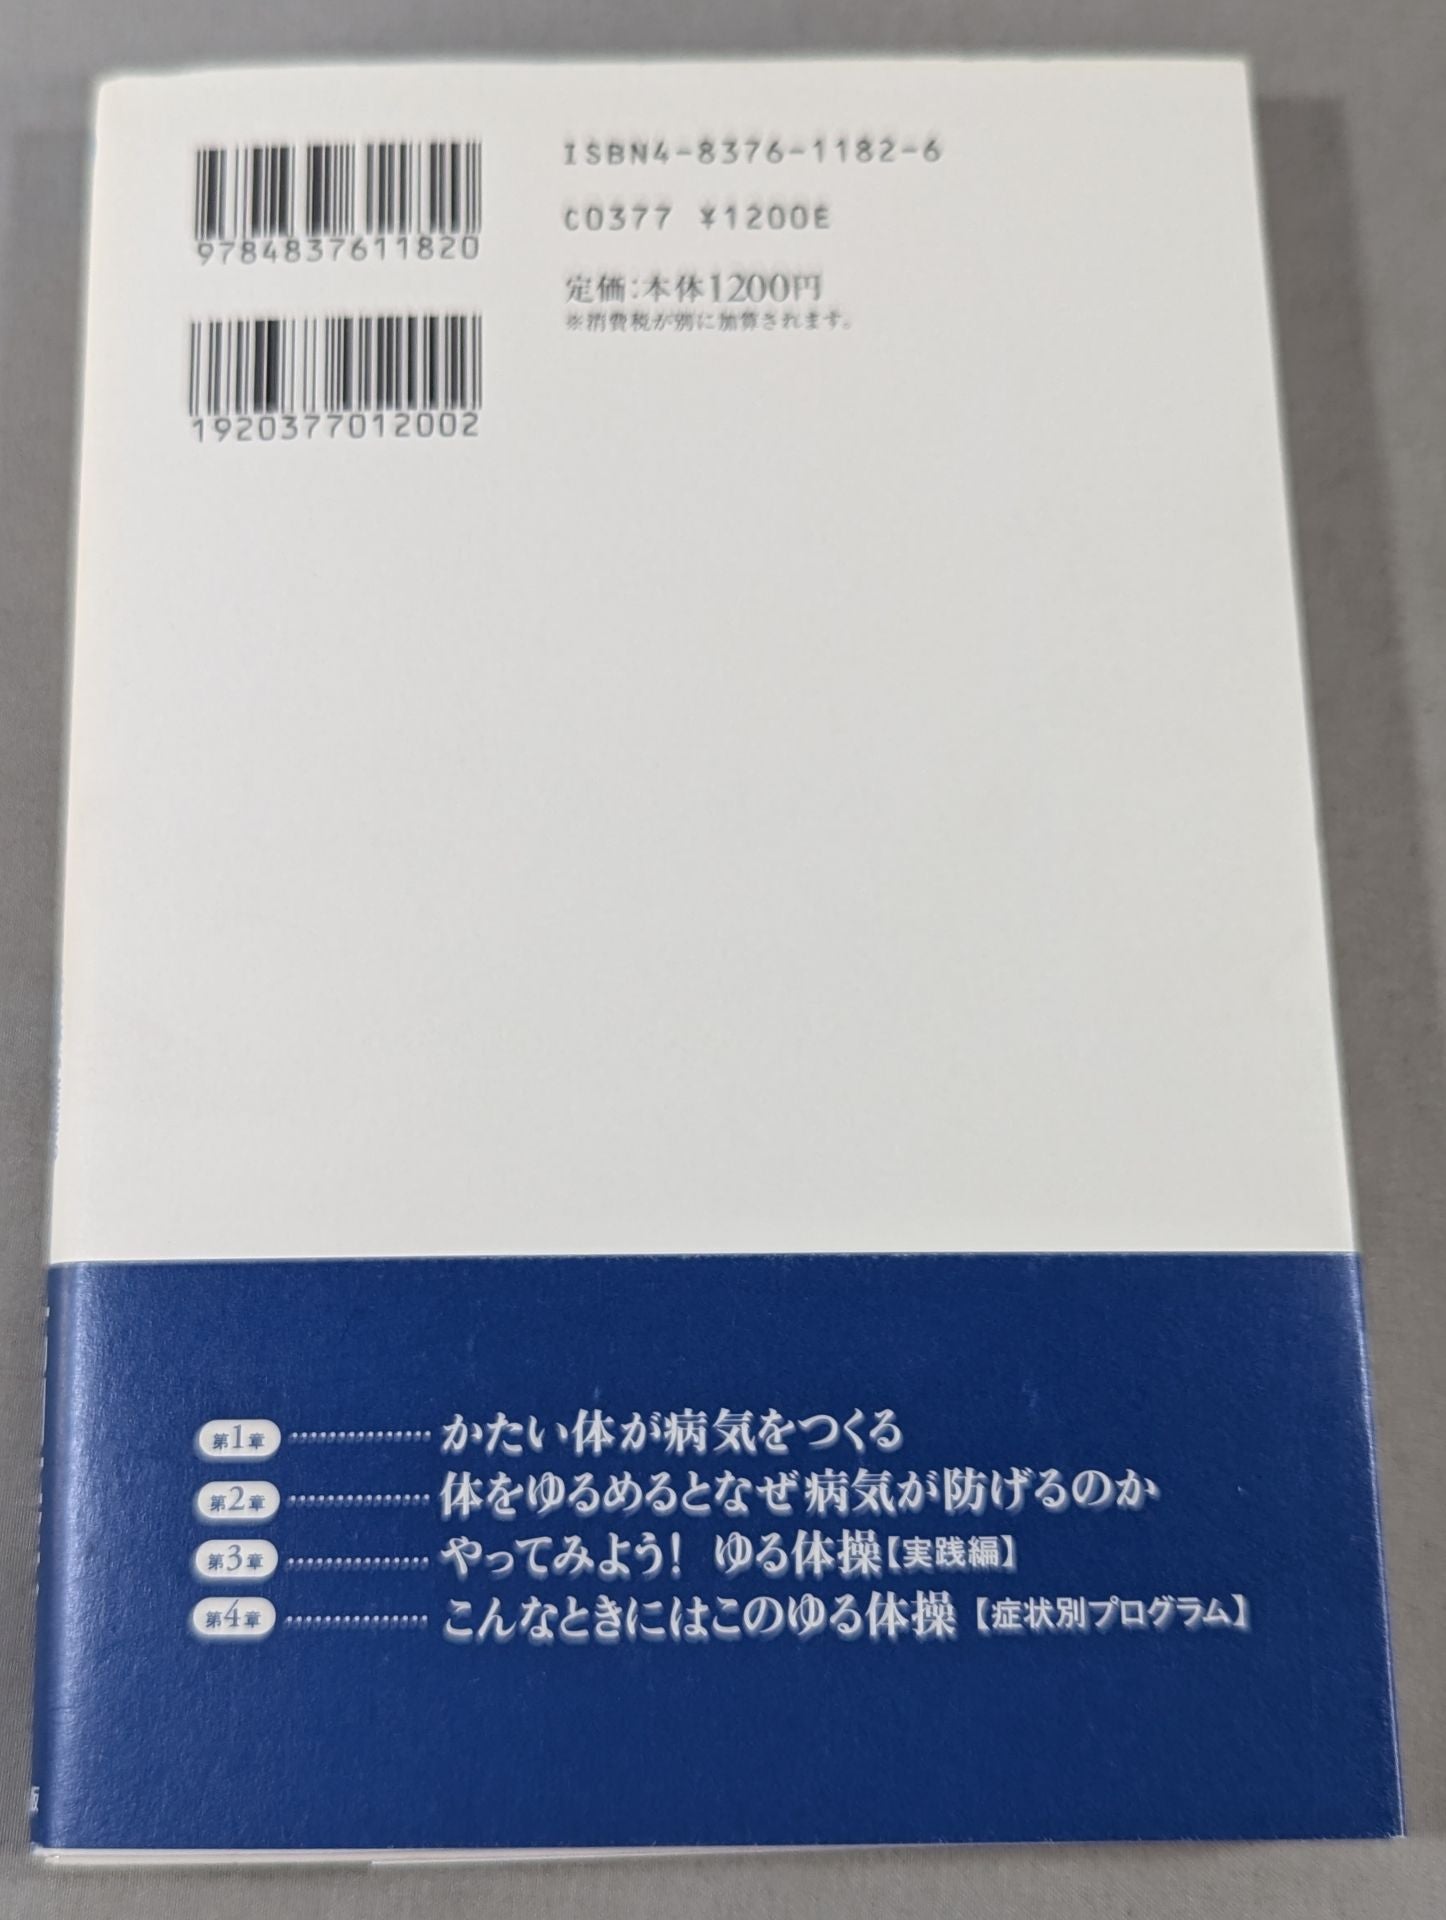 9784837611820
ISBN4-8376-1182-6
C0377 ¥1200E
定価:本体1200円
※消費税が別に加算されます。
1920377012002
第1章 かたい体が病気をつくる
第2章 体をゆるめるとなぜ病気が防げるのか
第3章 やってみよう! ゆる体操【実践編】
第4章 こんなときにはこのゆる体操【症状別プログラム】
版